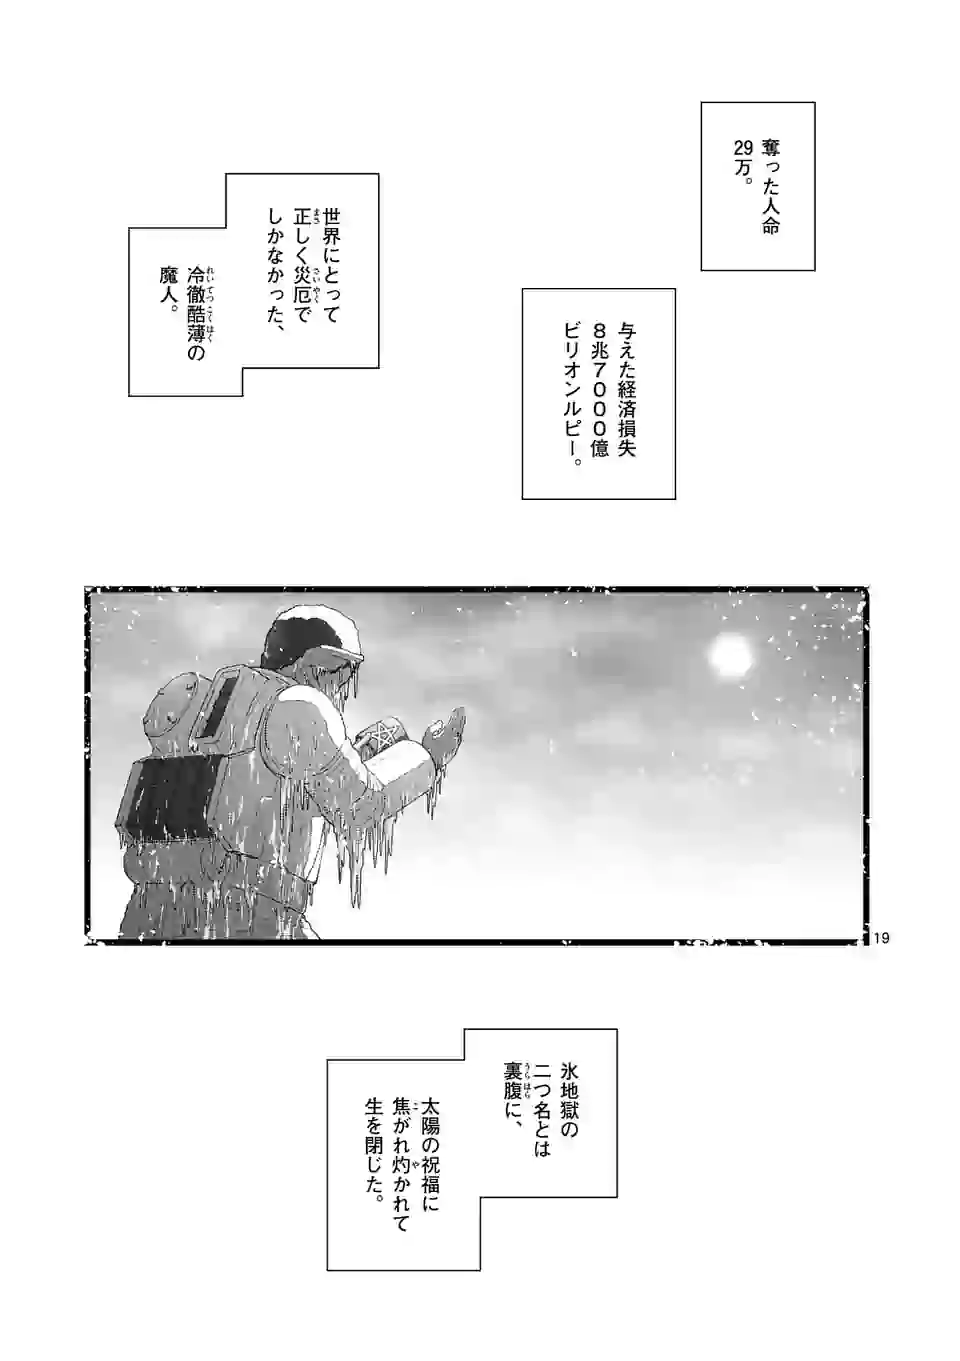 奪った人命
29万。
与えた経済損失
8兆7000億
ビリオンルピー。
世界にとって
正しく災厄で
しかなかった、
冷徹酷薄の
魔人。
19
氷地獄の
二つ名とは
裏腹に、
太陽の祝福に
焦がれ灼かれて
生を閉じた。